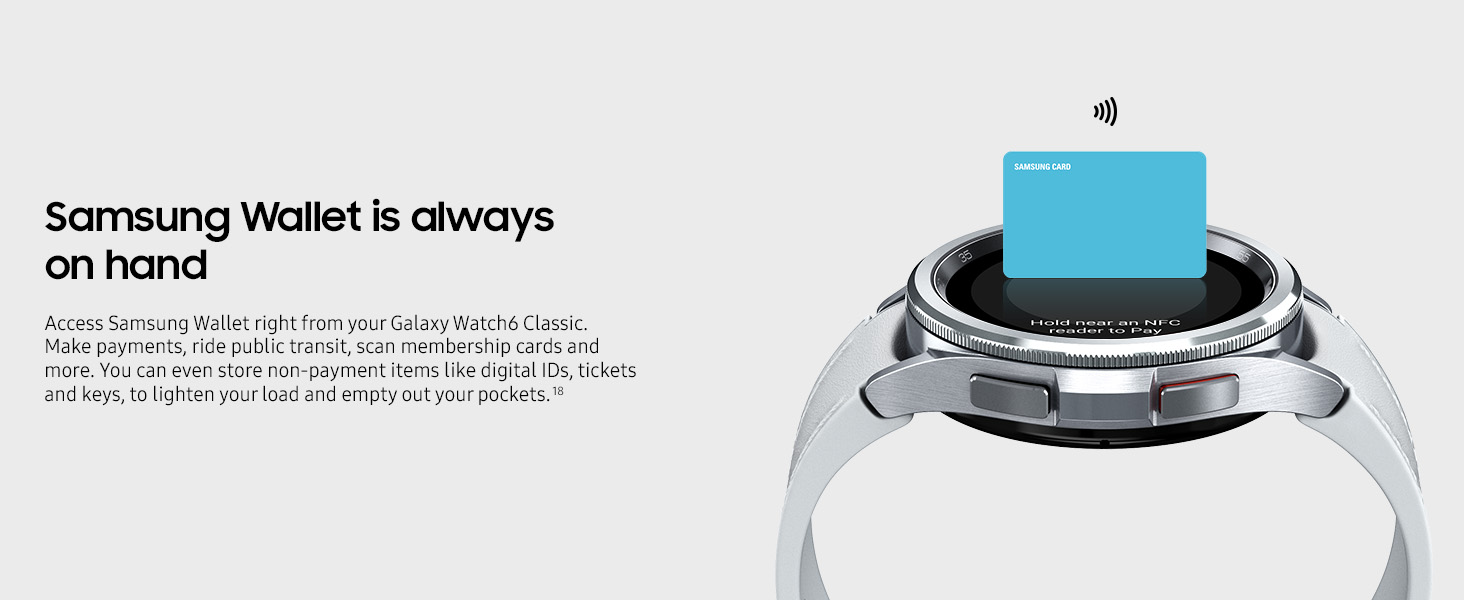 Samsung Wallet is always
on hand
Access Samsung Wallet right from your Galaxy Watch6 Classic.
Make payments, ride public transit, scan membership cards and
more. You can even store non-payment items like digital IDs, tickets
and keys, to lighten your load and empty out your pockets.18
SAMSUNG CARD
35
Hold near an NFC
reader to Pay